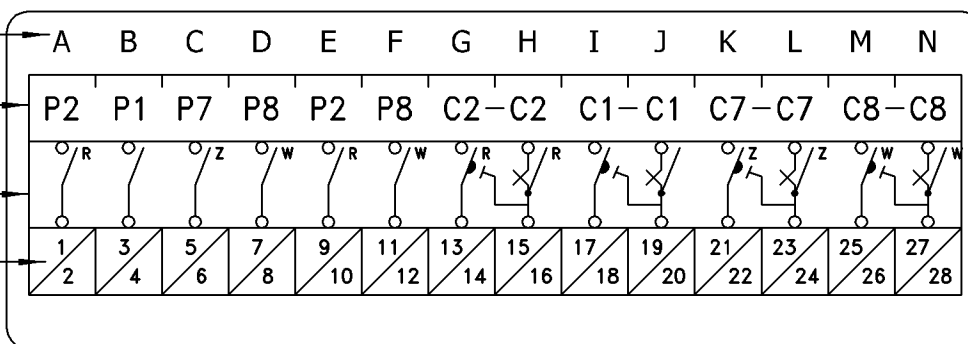 A B C D E F G H I J K L M N
P2 P1 P7 P8 P2 P8 C2-C2 C1-C1 C7-C7 C8-C8
R Z W R W R R Z Z W W
1 3 5 7 9 11 13 15 17 19 21 23 25 27
2 4 6 8 10 12 14 16 18 20 22 24 26 28